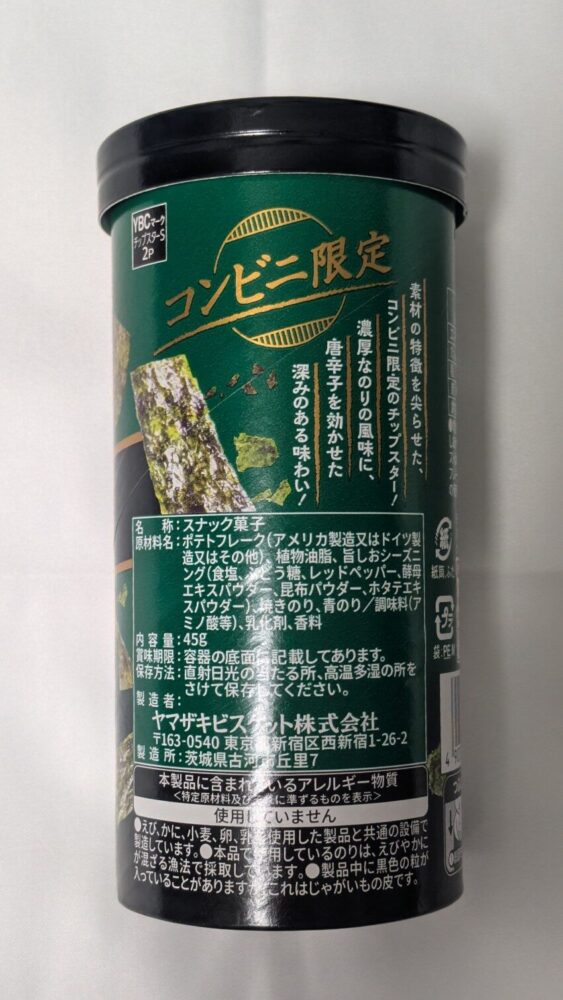 YBCマーク
チップスターS
2P
コンビニ限定
素材の特徴を尖らせた、
コンビニ限定のチップスター!
濃厚なのりの風味に、
唐辛子を効かせた
深みのある味わい!
名 称:スナック菓子
原材料名:ポテトフレーク(アメリカ製造又はドイツ製
造又はその他)、植物油脂、旨しおシーズニ
ング(食塩、ぶどう糖、レッドペッパー、酵母
エキスパウダー、昆布パウダー、ホタテエキ
スパウダー)、焼きのり、青のり/調味料(ア
ミノ酸等)、乳化剤、香料
内 容 量:45g
賞味期限:容器の底面に記載してあります。
保存方法:直射日光の当たる所、高温多湿の所を
さけて保存してください。
製 造 者:
ヤマザキビスケット株式会社
〒163-0540 東京都新宿区西新宿1-26-2
製 造 所:茨城県古河市丘里7
本製品に含まれているアレルギー物質
<特定原材料及びそれに準ずるものを表示>
使用していません
●えび、かに、小麦、卵、乳を使用した製品と共通の設備で
製造しています。●本品で使用しているのりは、えびやかに
が混ざる漁法で採取しています。●製品中に黒色の粒が
入っていることがありますが、これはじゃがいもの皮です。
紙
プラ